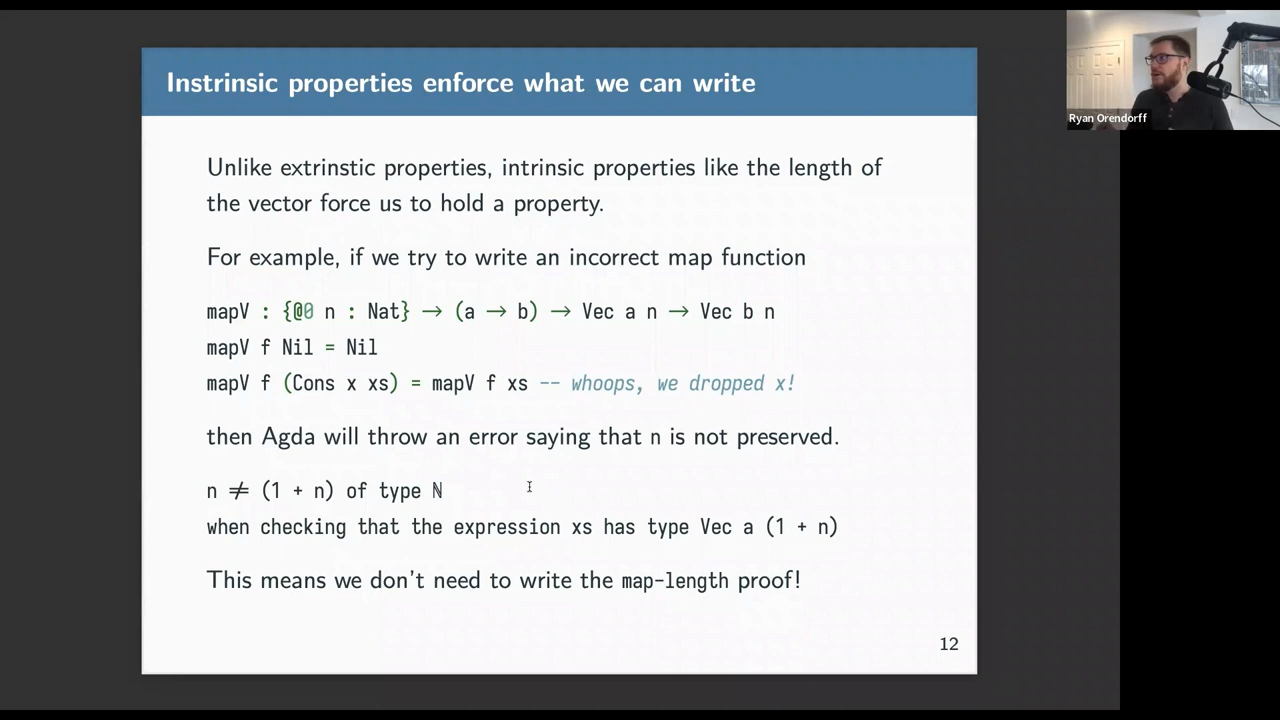 Instrinsic properties enforce what we can write
Ryan Orendorff
Unlike extrinstic properties, intrinsic properties like the length of
the vector force us to hold a property.
For example, if we try to write an incorrect map function
mapV : {@0 n : Nat} → (a → b) → Vec a n → Vec b n
mapV f Nil = Nil
mapV f (Cons x xs) = mapV f xs -- whoops, we dropped x!
then Agda will throw an error saying that n is not preserved.
n ≠ (1 + n) of type ℕ
when checking that the expression xs has type Vec a (1 + n)
This means we don't need to write the map-length proof!
12